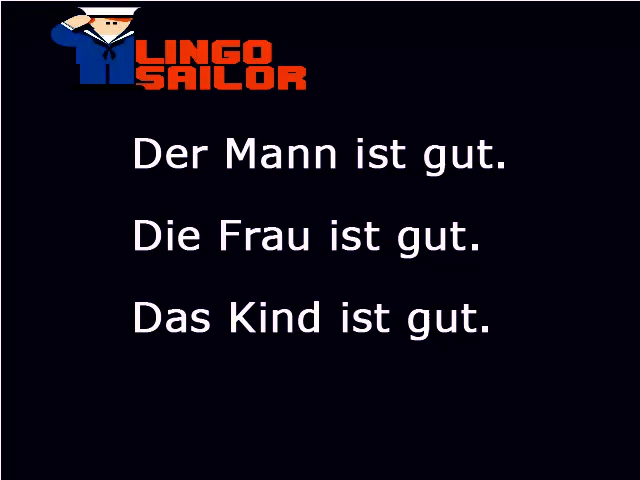 LINGO
SAILOR
Der Mann ist gut.
Die Frau ist gut.
Das Kind ist gut.